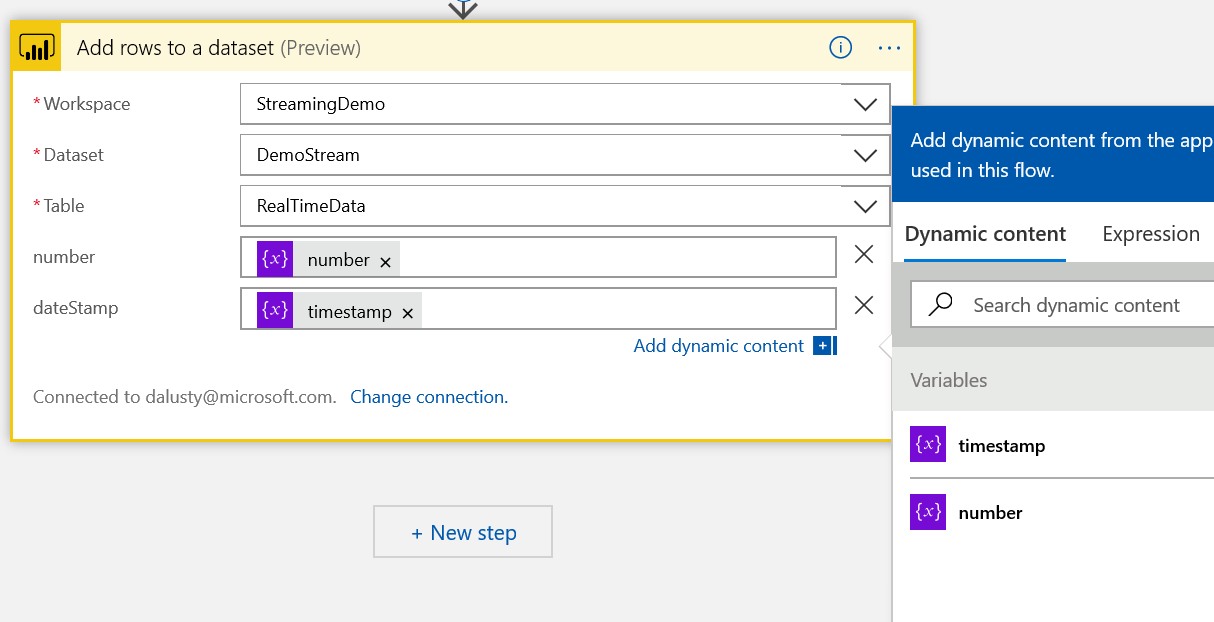 Add rows to a dataset (Preview)
* Workspace
StreamingDemo
* Dataset
DemoStream
* Table
RealTimeData
number
{x} number ×
dateStamp
{x} timestamp ×
Add dynamic content +
Connected to dalusty@microsoft.com. Change connection.
+ New step
Add dynamic content from the app
used in this flow.
Dynamic content
Expression
Search dynamic content
Variables
{x} timestamp
{x} number